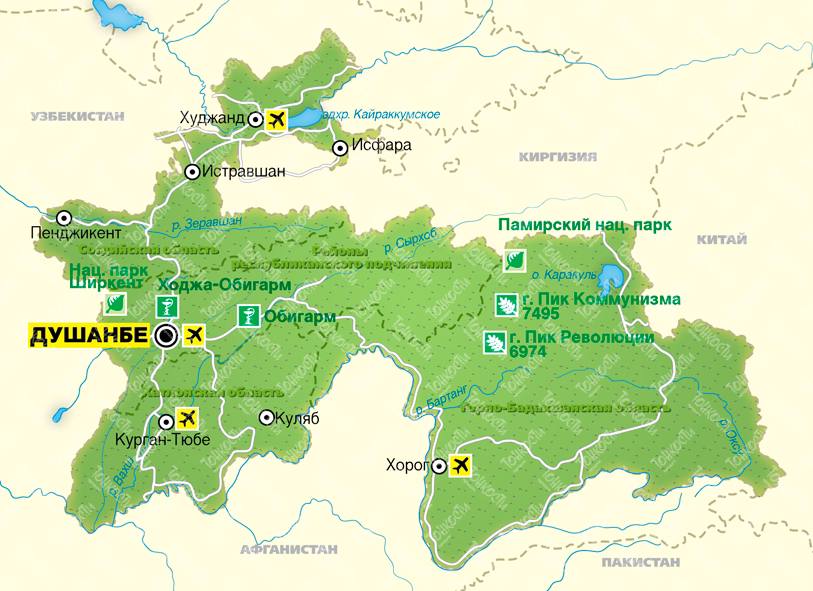 УЗБЕКИСТАН
Худжанд
вдхр. Кайраккумское
Исфара
КИРГИЗИЯ
Истравшан
Пенджикент
р. Зеравшан
р. Сырхоб
Памирский нац. парк
КИТАЙ
Согдийская область
Районы
республиканского подчинения
Нац. парк
Ширкент
Ходжа-Обигарм
о. Каракуль
г. Пик Коммунизма
7495
Обигарм
ДУШАНБЕ
г. Пик Революции
6974
Хатлонская область
р. Бартанг
Горно-Бадахшанская область
Куляб
Курган-Тюбе
р. Оксу
Хорог
р. Вахш
АФГАНИСТАН
ПАКИСТАН